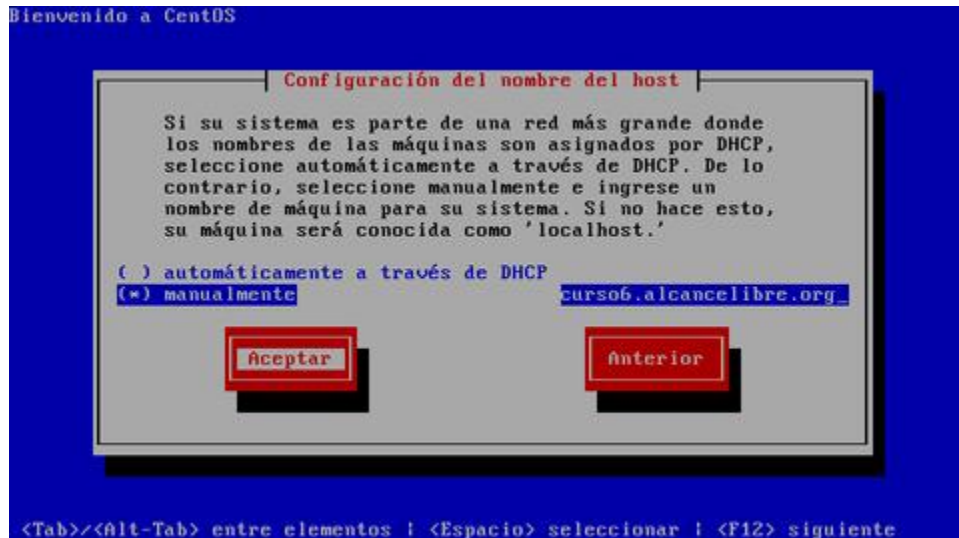 Bienvenido a CentOS
Configuración del nombre del host
Si su sistema es parte de una red más grande donde
los nombres de las máquinas son asignados por DHCP,
seleccione automáticamente a través de DHCP. De lo
contrario, seleccione manualmente e ingrese un
nombre de máquina para su sistema. Si no hace esto,
su máquina será conocida como 'localhost.'
( ) automáticamente a través de DHCP
(*) manualmente curso6.alcancelibre.org_
Aceptar Anterior
<Tab>/<Alt-Tab> entre elementos | <Espacio> seleccionar | <F12> siguiente